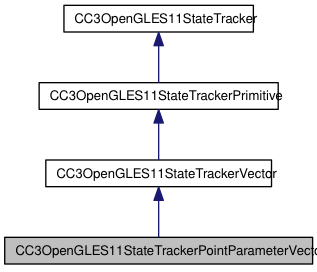 CC3OpenGLES11StateTracker
CC3OpenGLES11StateTrackerPrimitive
CC3OpenGLES11StateTrackerVector
CC3OpenGLES11StateTrackerPointParameterVecto